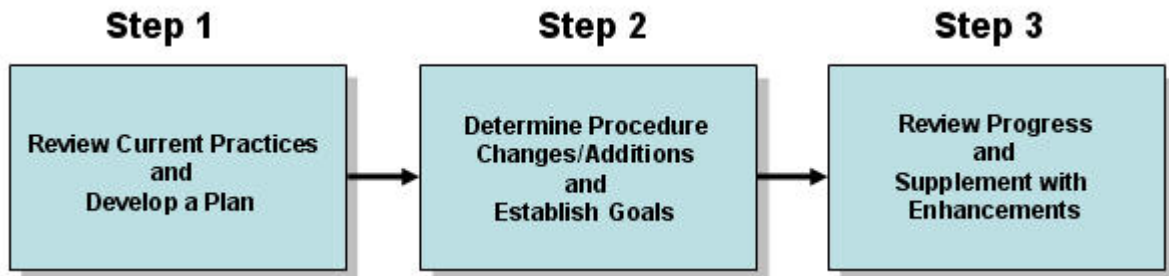 Step 1
Review Current Practices
and
Develop a Plan
Step 2
Determine Procedure
Changes/Additions
and
Establish Goals
Step 3
Review Progress
and
Supplement with
Enhancements